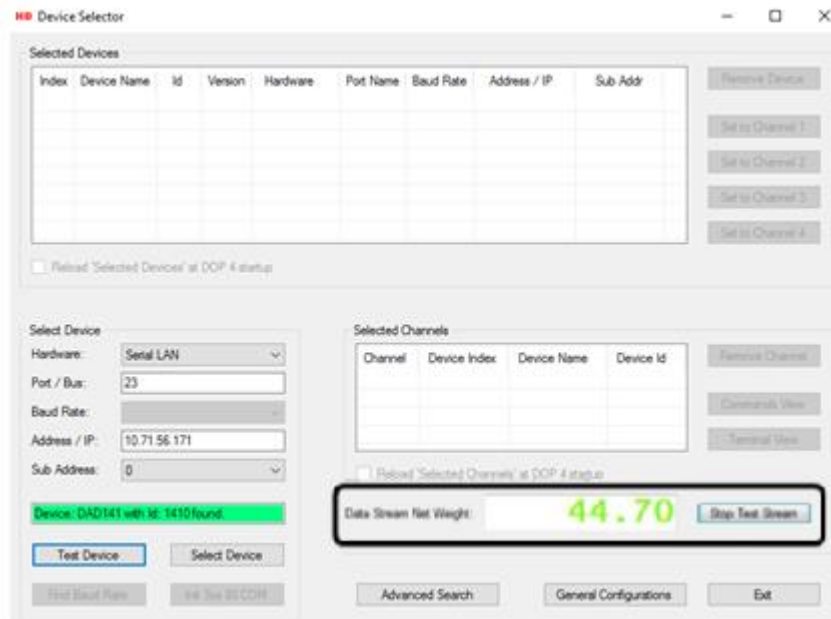 Device Selector
Selected Devices
Index Device Name Id Version Hardware Port Name Baud Rate Address / IP Sub Addr
Remove Device
Set to Channel 1
Set to Channel 2
Set to Channel 3
Set to Channel 4
Reload 'Selected Devices' at DOP 4 startup
Select Device
Hardware: Serial LAN
Port / Bus: 23
Baud Rate:
Address / IP: 10.71.56.171
Sub Address: 0
Device: DAD141 with Id: 1410 found.
Test Device Select Device
Find Baud Rate
Selected Channels
Channel Device Index Device Name Device Id
Remove Channel
Commands View
Terminal View
Reload 'Selected Channels' at DOP 4 startup
Data Stream Net Weight: 44.70 Stop Test Stream
Advanced Search General Configurations Exit